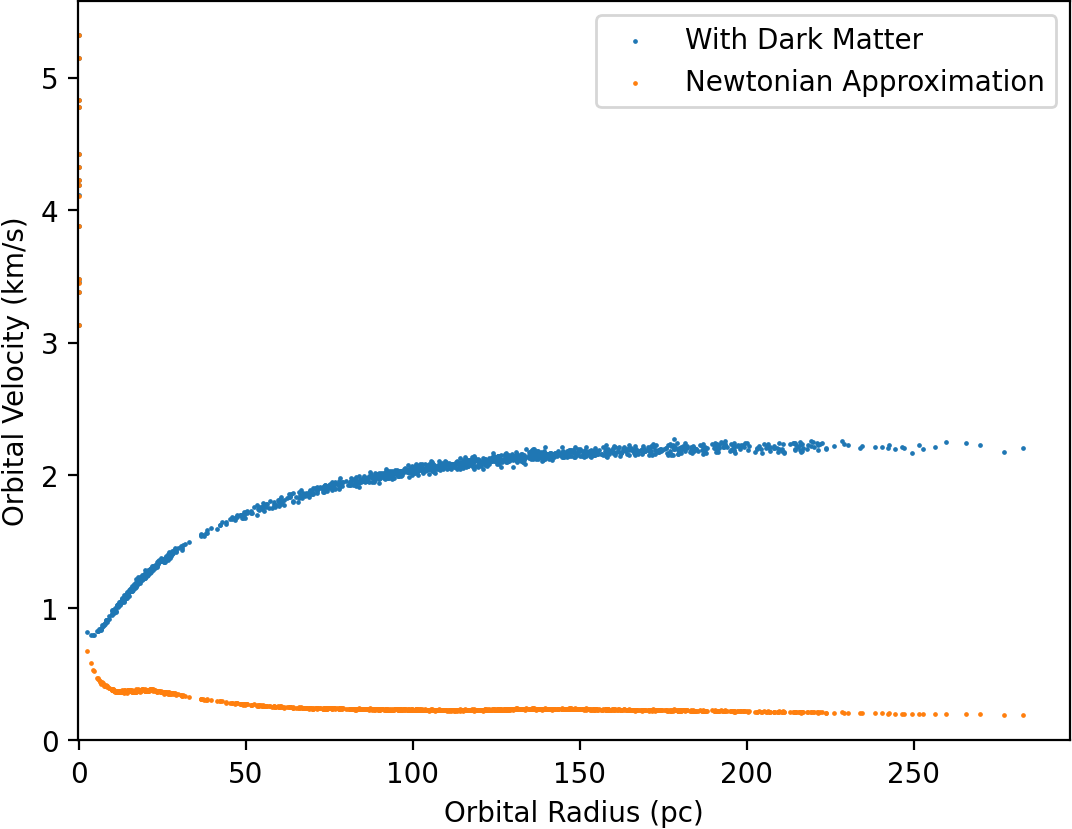 With Dark Matter
Newtonian Approximation
5
4
3
2
1
0
Orbital Velocity (km/s)
0 50 100 150 200 250
Orbital Radius (pc)